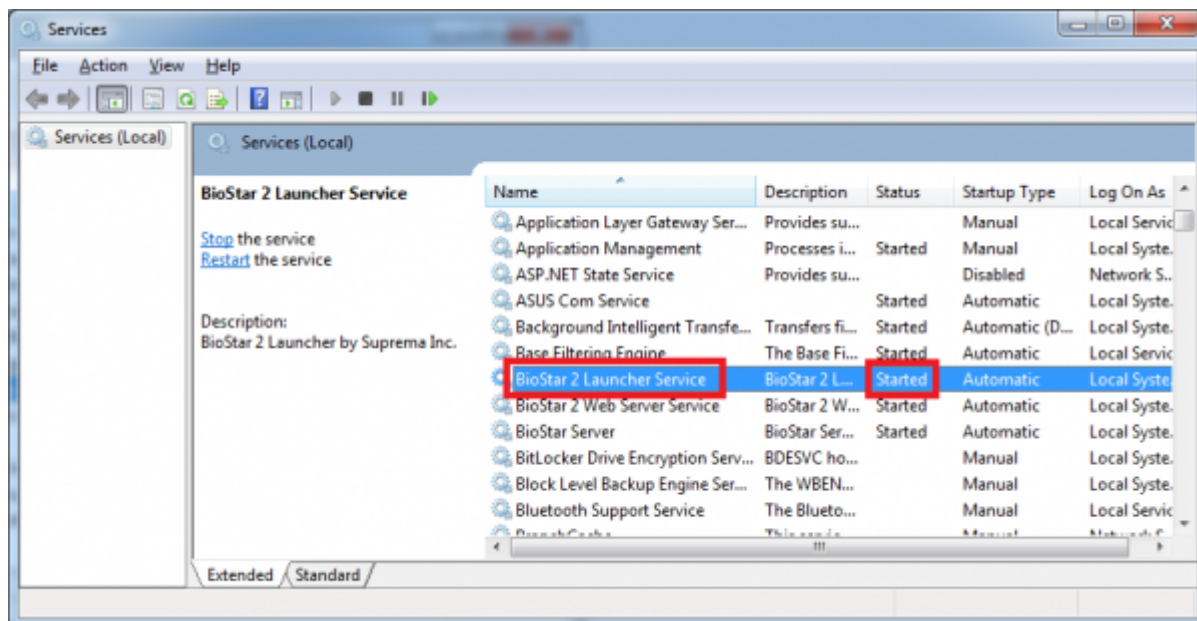 Services
File Action View Help
Services (Local)
Services (Local)
BioStar 2 Launcher Service
Stop the service
Restart the service
Description:
BioStar 2 Launcher by Suprema Inc.
Name Description Status Startup Type Log On As
Application Layer Gateway Ser... Provides su... Manual Local Servic
Application Management Processes i... Started Manual Local Syste.
ASP.NET State Service Provides su... Disabled Network S..
ASUS Com Service Started Automatic Local Syste.
Background Intelligent Transfe... Transfers fi... Started Automatic (D... Local Syste.
Base Filtering Engine The Base Fi... Started Automatic Local Servic
BioStar 2 Launcher Service BioStar 2 L... Started Automatic Local Syste.
BioStar 2 Web Server Service BioStar 2 W... Started Automatic Local Syste.
BioStar Server BioStar Ser... Started Automatic Local Syste.
BitLocker Drive Encryption Serv... BDESVC ho... Manual Local Syste.
Block Level Backup Engine Ser... The WBEN... Manual Local Syste.
Bluetooth Support Service The Blueto... Manual Local Servic
Extended Standard